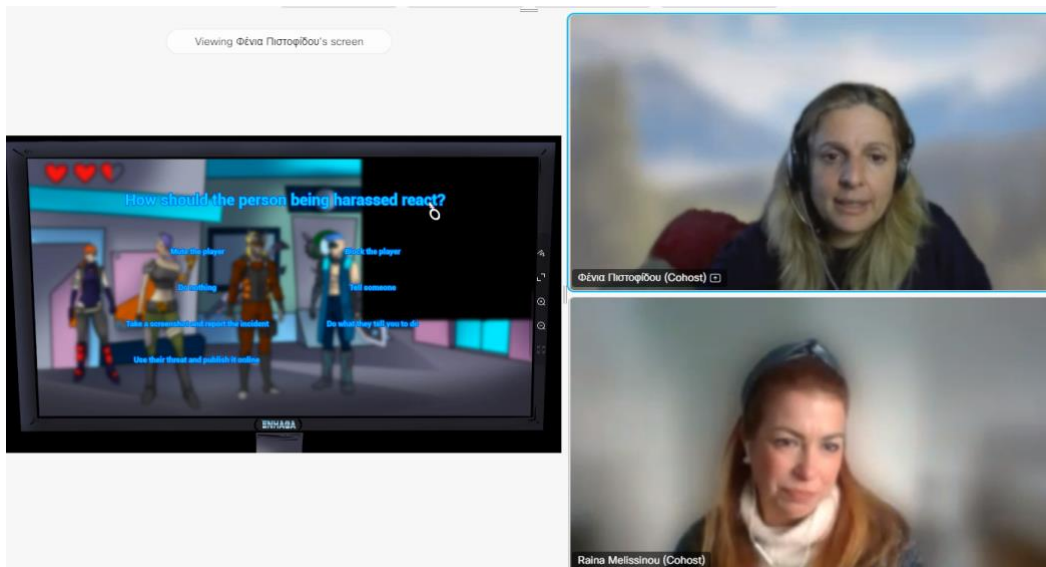 Viewing Φένια Πιστοφίδου's screen
How should the person being harassed react?
Mute the player
Block the player
Do nothing
Tell someone
Take a screenshot and report the incident
Do what they tell you to do
Use their threat and publish it online
ENHAGA
Φένια Πιστοφίδου (Cohost)
Raina Melissinou (Cohost)